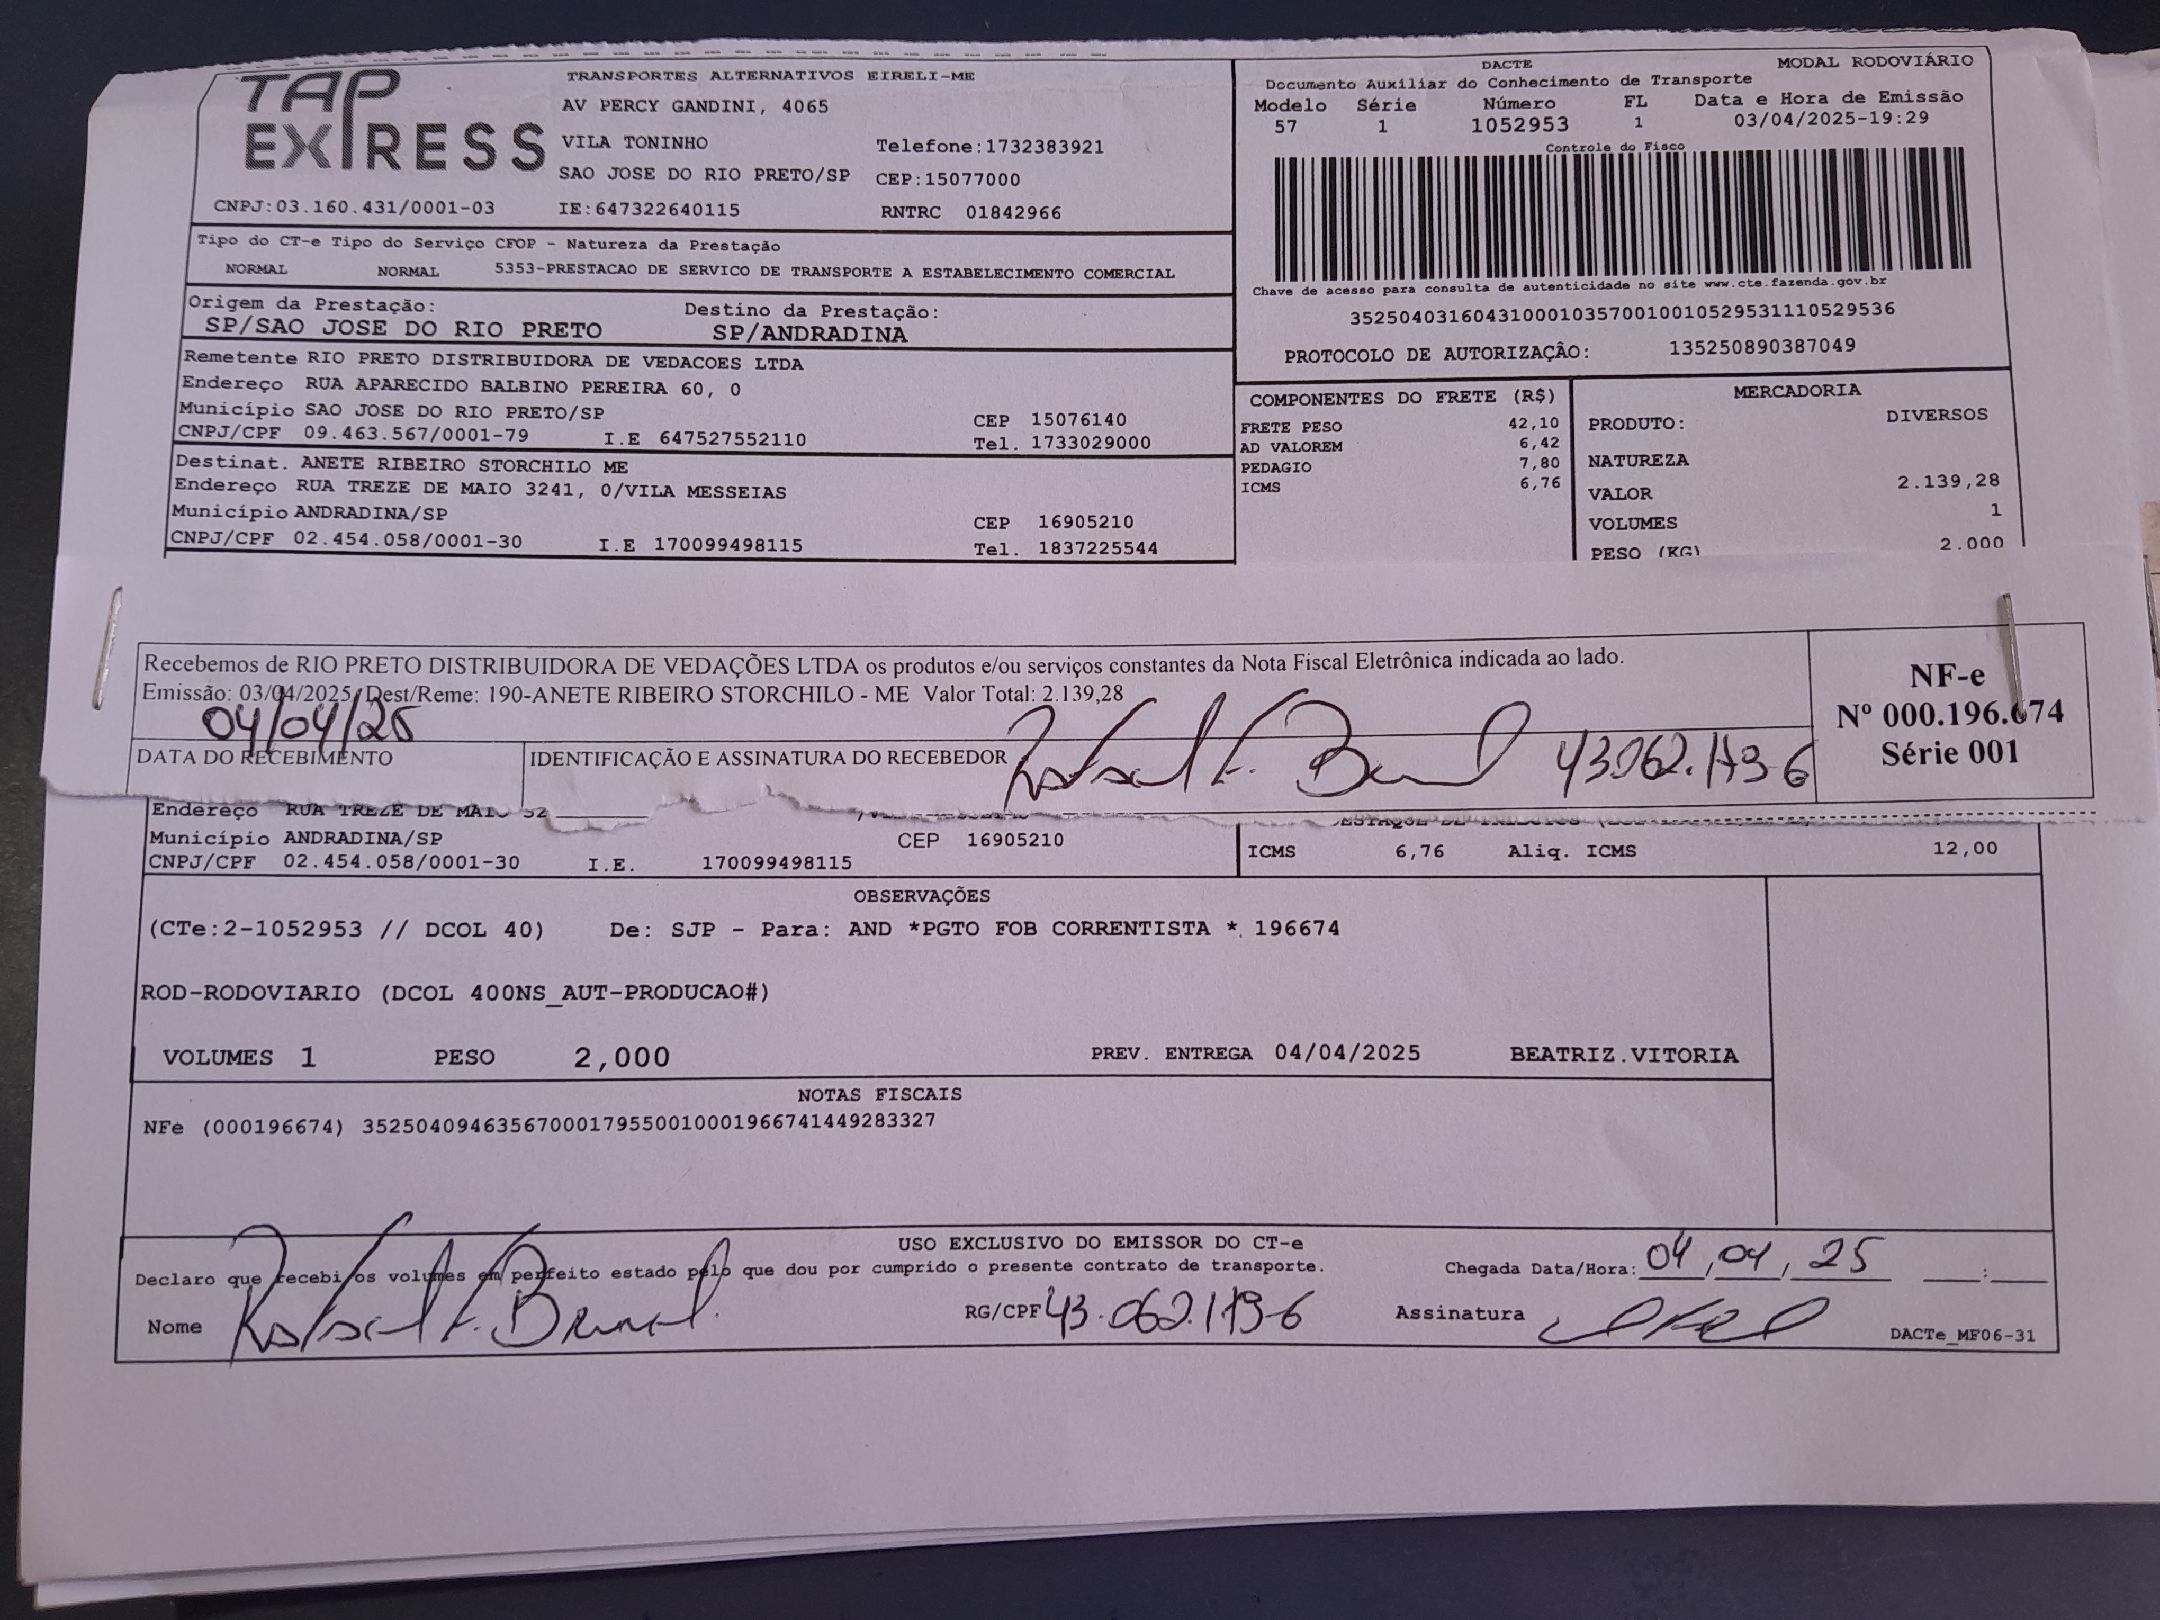 TAP EXPRESS
TRANSPORTES ALTERNATIVOS EIRELI-ME
AV PERCY GANDINI, 4065
VILA TONINHO Telefone:1732383921
SAO JOSE DO RIO PRETO/SP CEP:15077000
CNPJ:03.160.431/0001-03 IE:647322640115 RNTRC 01842966
DACTE MODAL RODOVIÁRIO
Documento Auxiliar do Conhecimento de Transporte
Modelo Série Número FL Data e Hora de Emissão
57 1 1052953 1 03/04/2025-19:29
Controle do Fisco
Chave de acesso para consulta de autenticidade no site www.cte.fazenda.gov.br
35250403160431000103570010010529531110529536
PROTOCOLO DE AUTORIZAÇÃO: 135250890387049
Tipo do CT-e Tipo do Serviço CFOP - Natureza da Prestação
NORMAL NORMAL 5353-PRESTACAO DE SERVICO DE TRANSPORTE A ESTABELECIMENTO COMERCIAL
Origem da Prestação: Destino da Prestação:
SP/SAO JOSE DO RIO PRETO SP/ANDRADINA
Remetente RIO PRETO DISTRIBUIDORA DE VEDACOES LTDA
Endereço RUA APARECIDO BALBINO PEREIRA 60, 0
Município SAO JOSE DO RIO PRETO/SP CEP 15076140
CNPJ/CPF 09.463.567/0001-79 I.E 647527552110 Tel. 1733029000
Destinat. ANETE RIBEIRO STORCHILO ME
Endereço RUA TREZE DE MAIO 3241, 0/VILA MESSEIAS
Município ANDRADINA/SP CEP 16905210
CNPJ/CPF 02.454.058/0001-30 I.E 170099498115 Tel. 1837225544
COMPONENTES DO FRETE (R$)
FRETE PESO 42,10
AD VALOREM 6,42
PEDAGIO 7,80
ICMS 6,76
MERCADORIA
PRODUTO: DIVERSOS
NATUREZA
VALOR 2.139,28
VOLUMES 1
PESO (KG) 2.000
Recebemos de RIO PRETO DISTRIBUIDORA DE VEDAÇÕES LTDA os produtos e/ou serviços constantes da Nota Fiscal Eletrônica indicada ao lado.
Emissão: 03/04/2025 Dest/Reme: 190-ANETE RIBEIRO STORCHILO - ME Valor Total: 2.139,28
04/04/25
DATA DO RECEBIMENTO IDENTIFICAÇÃO E ASSINATURA DO RECEBEDOR
NF-e
Nº 000.196.674
Série 001
Endereço RUA TREZE DE MAIO 32
Município ANDRADINA/SP CEP 16905210
CNPJ/CPF 02.454.058/0001-30 I.E. 170099498115
ICMS 6,76 Aliq. ICMS 12,00
OBSERVAÇÕES
(CTe:2-1052953 // DCOL 40) De: SJP - Para: AND *PGTO FOB CORRENTISTA *. 196674
ROD-RODOVIARIO (DCOL 400NS_AUT-PRODUCAO#)
VOLUMES 1 PESO 2,000 PREV. ENTREGA 04/04/2025 BEATRIZ.VITORIA
NOTAS FISCAIS
NFe (000196674) 35250409463567000179550010001966741449283327
USO EXCLUSIVO DO EMISSOR DO CT-e
Declaro que recebi os volumes em perfeito estado pelo que dou por cumprido o presente contrato de transporte. Chegada Data/Hora: 04,04,25 :
Nome RG/CPF Assinatura
DACTe_MF06-31